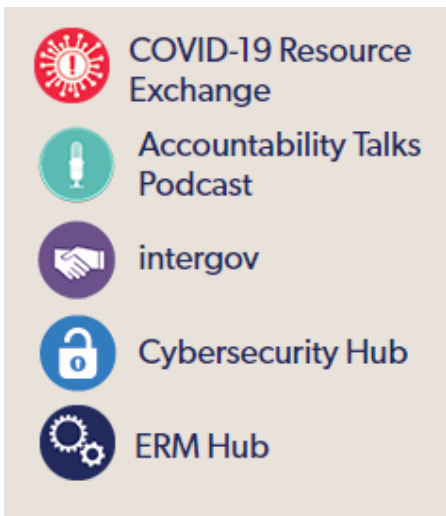 COVID-19 Resource
Exchange
Accountability Talks
Podcast
intergov
Cybersecurity Hub
ERM Hub